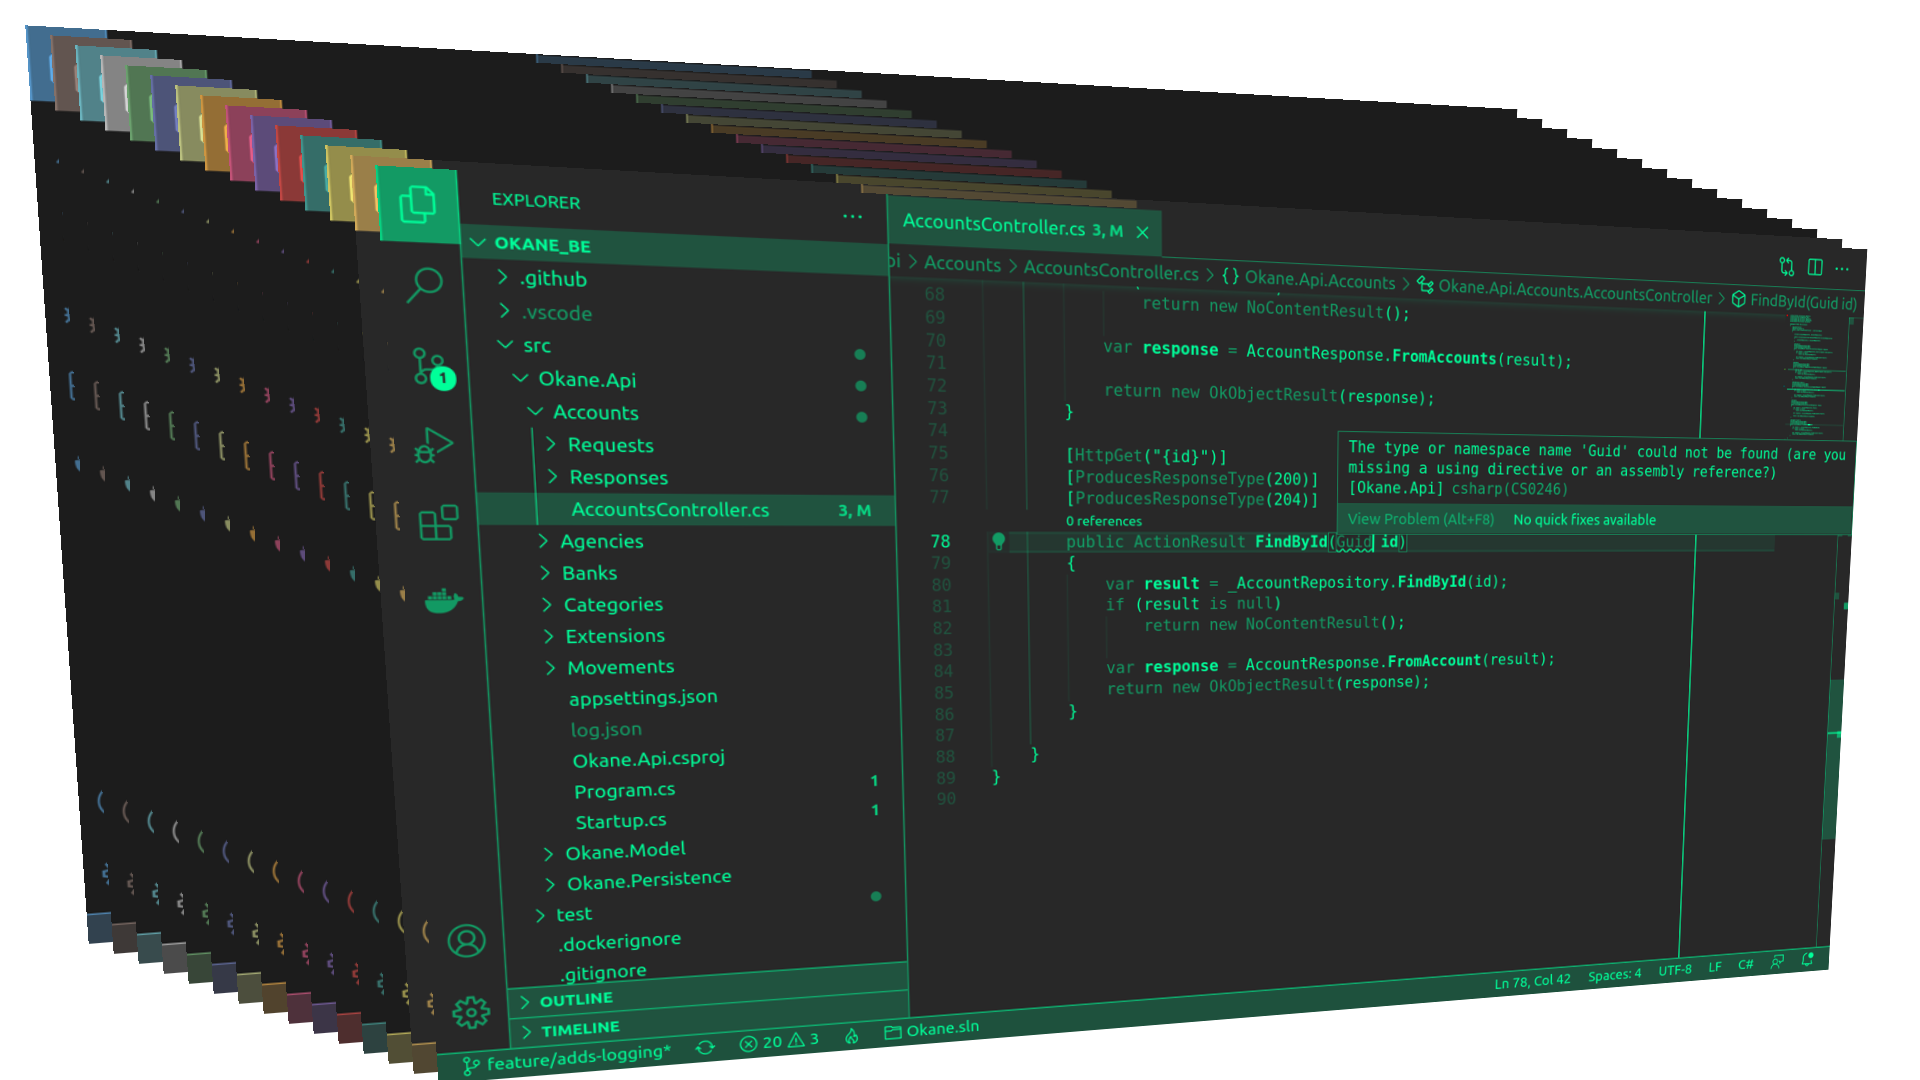 EXPLORER
...
OKANE_BE
.github
.vscode
src
Okane.Api
Accounts
Requests
Responses
AccountsController.cs 3, M
Agencies
Banks
Categories
Extensions
Movements
appsettings.json
log.json
Okane.Api.csproj
Program.cs 1
Startup.cs 1
Okane.Model
Okane.Persistence
test
.dockerignore
.gitignore
OUTLINE
TIMELINE
1
AccountsController.cs 3, M
pi > Accounts > AccountsController.cs > {} Okane.Api.Accounts > Okane.Api.Accounts.AccountsController > FindById(Guid id)
68
69 return new NoContentResult();
70
71 var response = AccountResponse.FromAccounts(result);
72
73 return new OkObjectResult(response);
74 }
75
76 [HttpGet("{id}")]
77 [ProducesResponseType(200)]
[ProducesResponseType(204)]
0 references
78 public ActionResult FindById(Guid id)
79 {
80 var result = _AccountRepository.FindById(id);
81 if (result is null)
82 return new NoContentResult();
83
84 var response = AccountResponse.FromAccount(result);
85 return new OkObjectResult(response);
86 }
87
88 }
89 }
90
The type or namespace name 'Guid' could not be found (are you
missing a using directive or an assembly reference?)
[Okane.Api] csharp(CS0246)
View Problem (Alt+F8) No quick fixes available
feature/adds-logging* 20 3 Okane.sln Ln 78, Col 42 Spaces: 4 UTF-8 LF C#